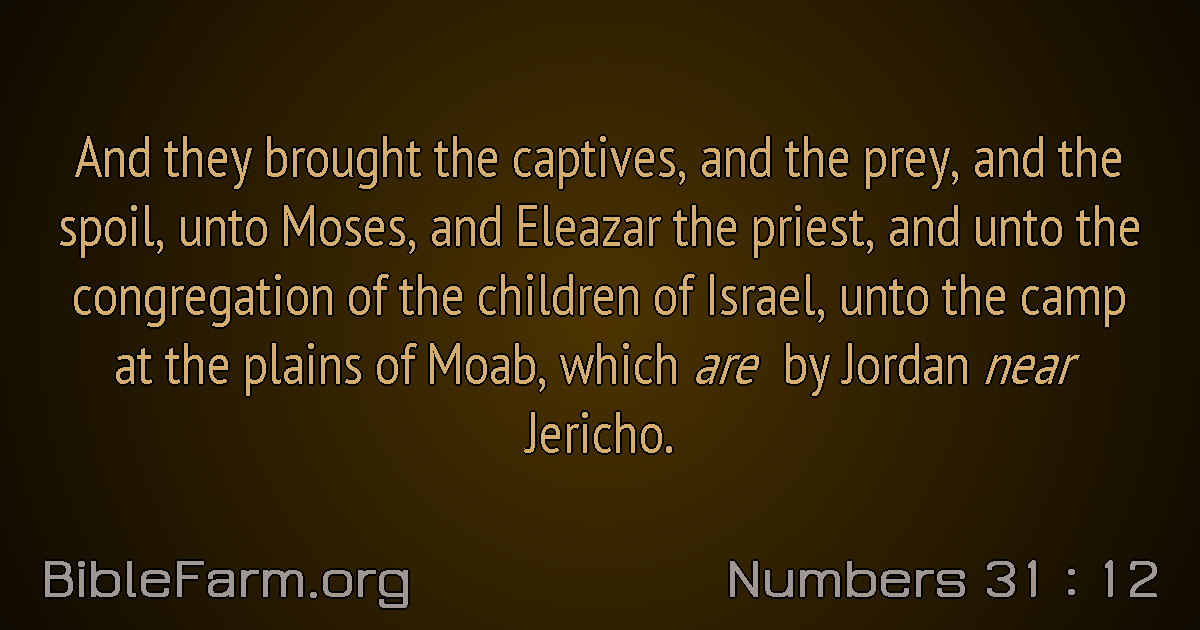 And they brought the captives, and the prey, and the
spoil, unto Moses, and Eleazar the priest, and unto the
congregation of the children of Israel, unto the camp
at the plains of Moab, which are by Jordan near
Jericho.
BibleFarm.org
Numbers 31 : 12